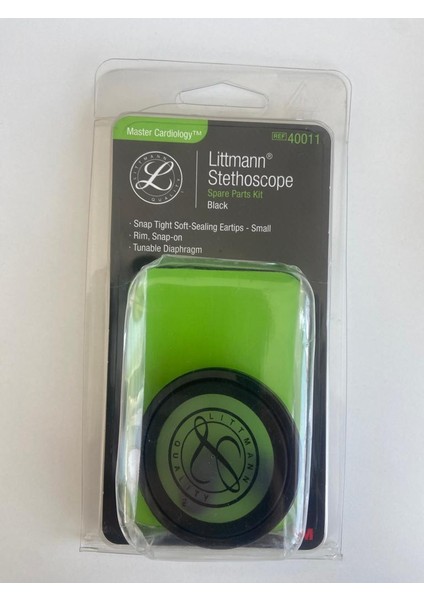 Master Cardiology™
REF 40011
LITTMANN QUALITY
L
Littmann®
Stethoscope
Spare Parts Kit
Black
· Snap Tight Soft-Sealing Eartips - Small
· Rim, Snap-on
· Tunable Diaphragm
LITTMANN
QUALITY